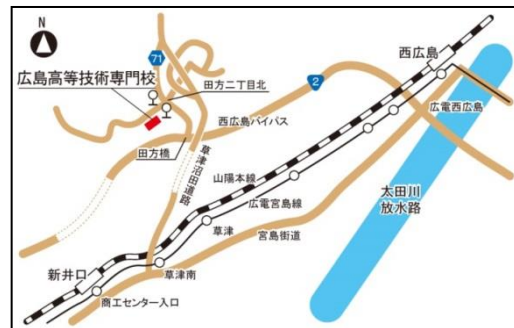 N
71
西広島
広島高等技術専門校
田方二丁目北
2
広電西広島
西広島バイパス
田方橋
草津沼田道路
山陽本線
太田川
放水路
広電宮島線
草津
宮島街道
新井口
草津南
商工センター入口